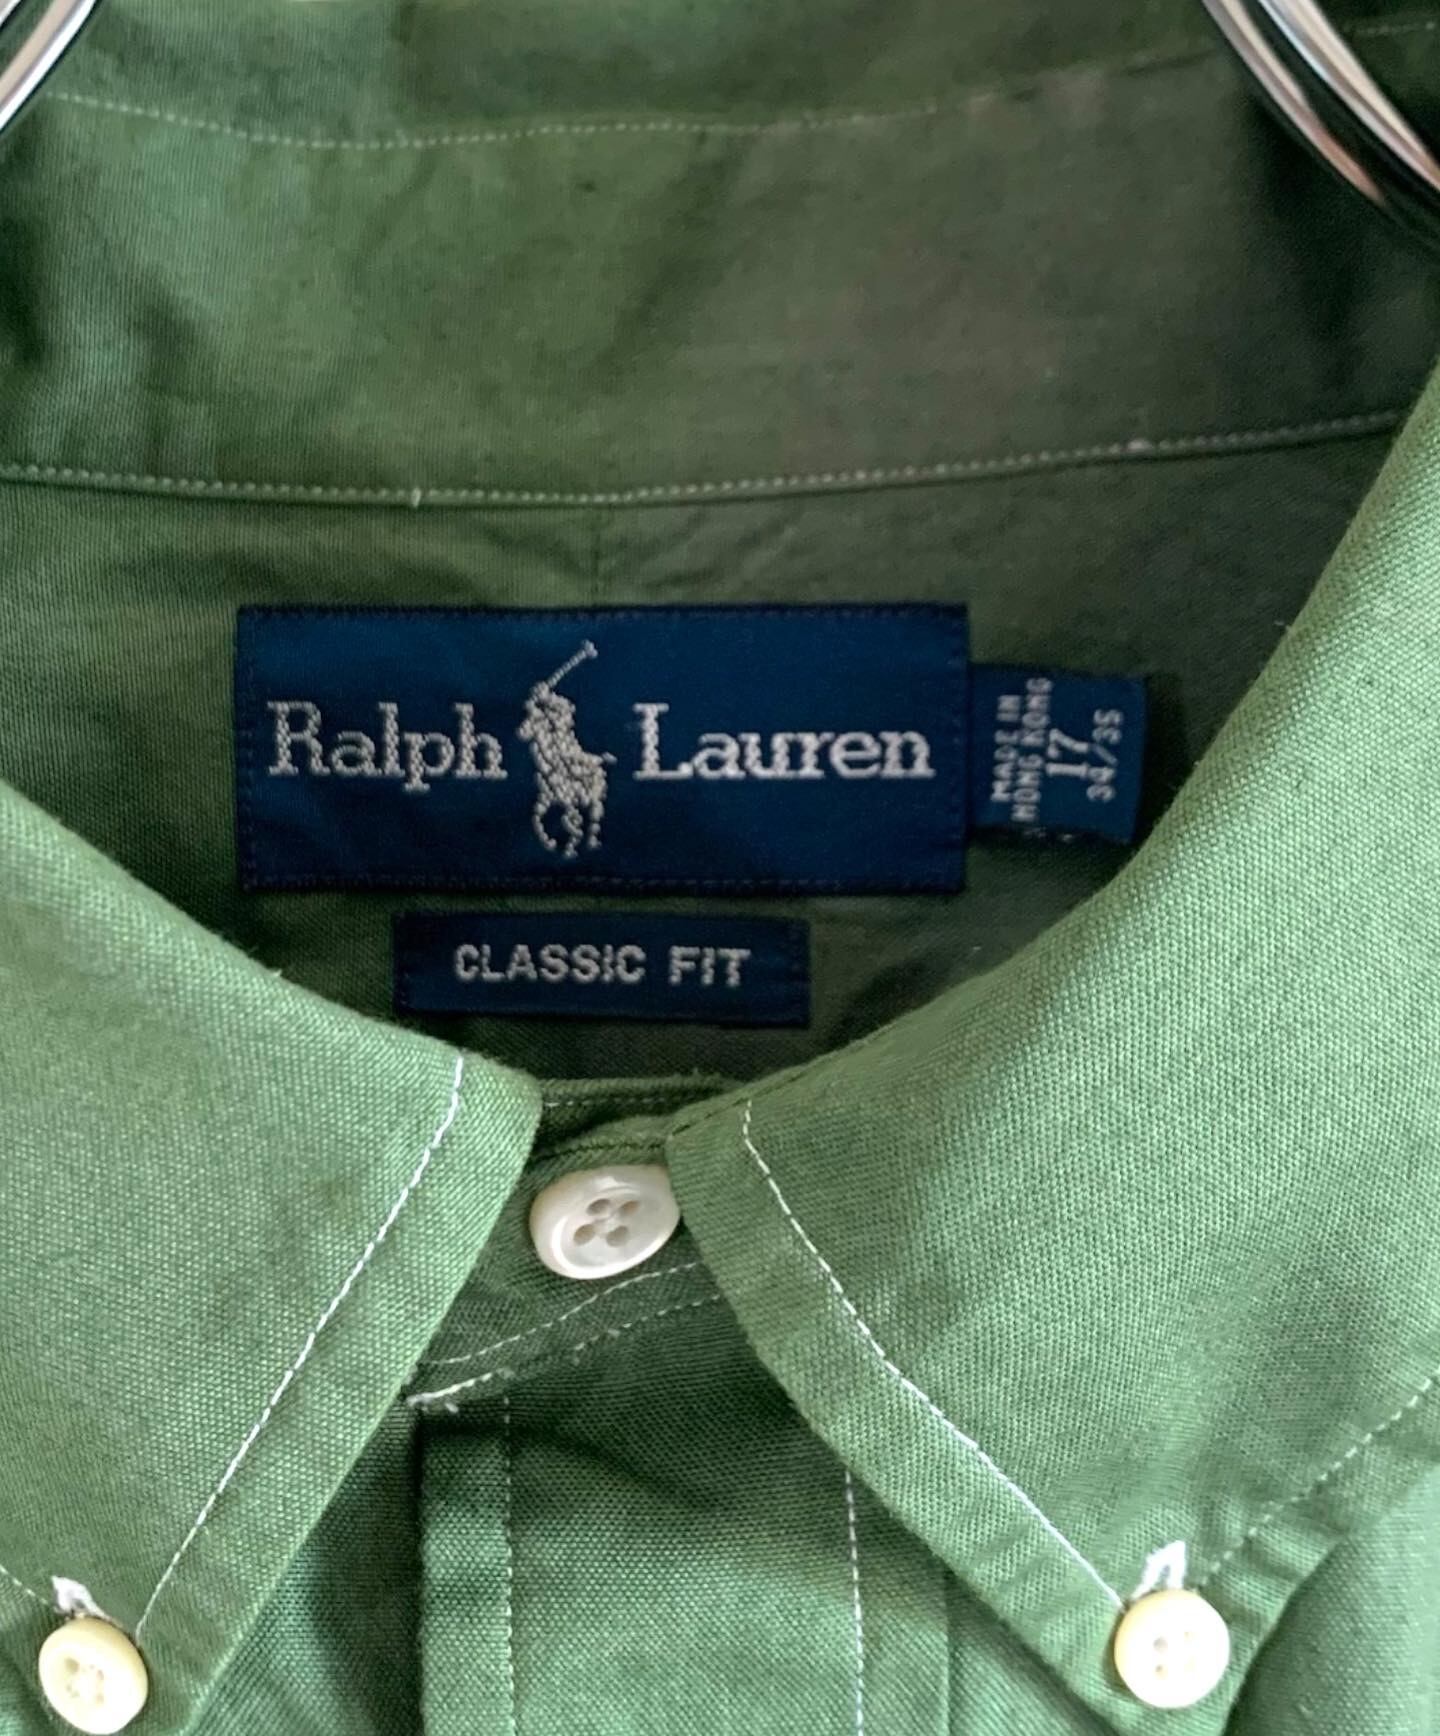 Ralph Lauren
MADE IN
HONG KONG
17
34/35
CLASSIC FIT